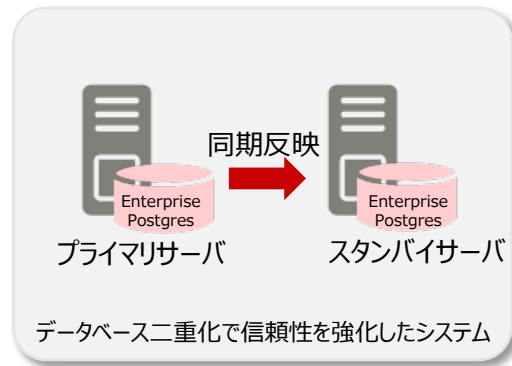 同期反映
Enterprise
Postgres
Enterprise
Postgres
プライマリサーバ
スタンバイサーバ
データベース二重化で信頼性を強化したシステム